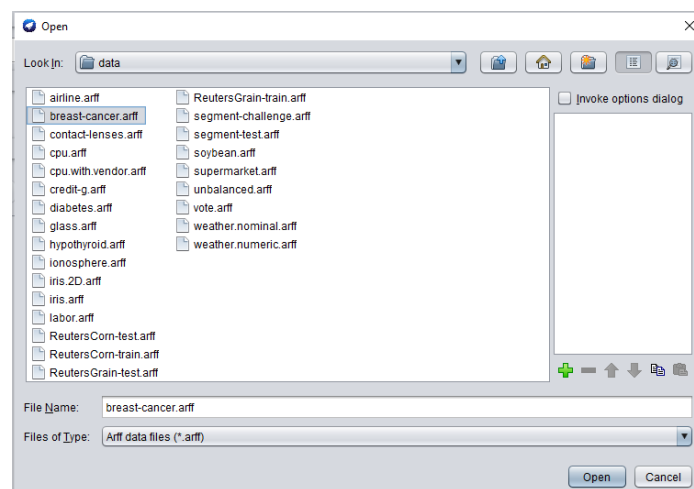 Open
Look In: data
airline.arff
breast-cancer.arff
contact-lenses.arff
cpu.arff
cpu.with.vendor.arff
credit-g.arff
diabetes.arff
glass.arff
hypothyroid.arff
ionosphere.arff
iris.2D.arff
iris.arff
labor.arff
ReutersCorn-test.arff
ReutersCorn-train.arff
ReutersGrain-test.arff
ReutersGrain-train.arff
segment-challenge.arff
segment-test.arff
soybean.arff
supermarket.arff
unbalanced.arff
vote.arff
weather.nominal.arff
weather.numeric.arff
Invoke options dialog
File Name: breast-cancer.arff
Files of Type: Arff data files (*.arff)
Open Cancel